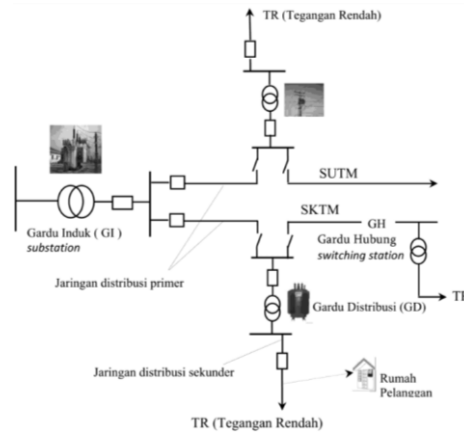 TR (Tegangan Rendah)
SUTM
SKTM
GH
Gardu Induk ( GI )
substation
Gardu Hubung
switching station
Jaringan distribusi primer
Gardu Distribusi (GD)
Jaringan distribusi sekunder
Rumah
Pelanggan
TR (Tegangan Rendah)